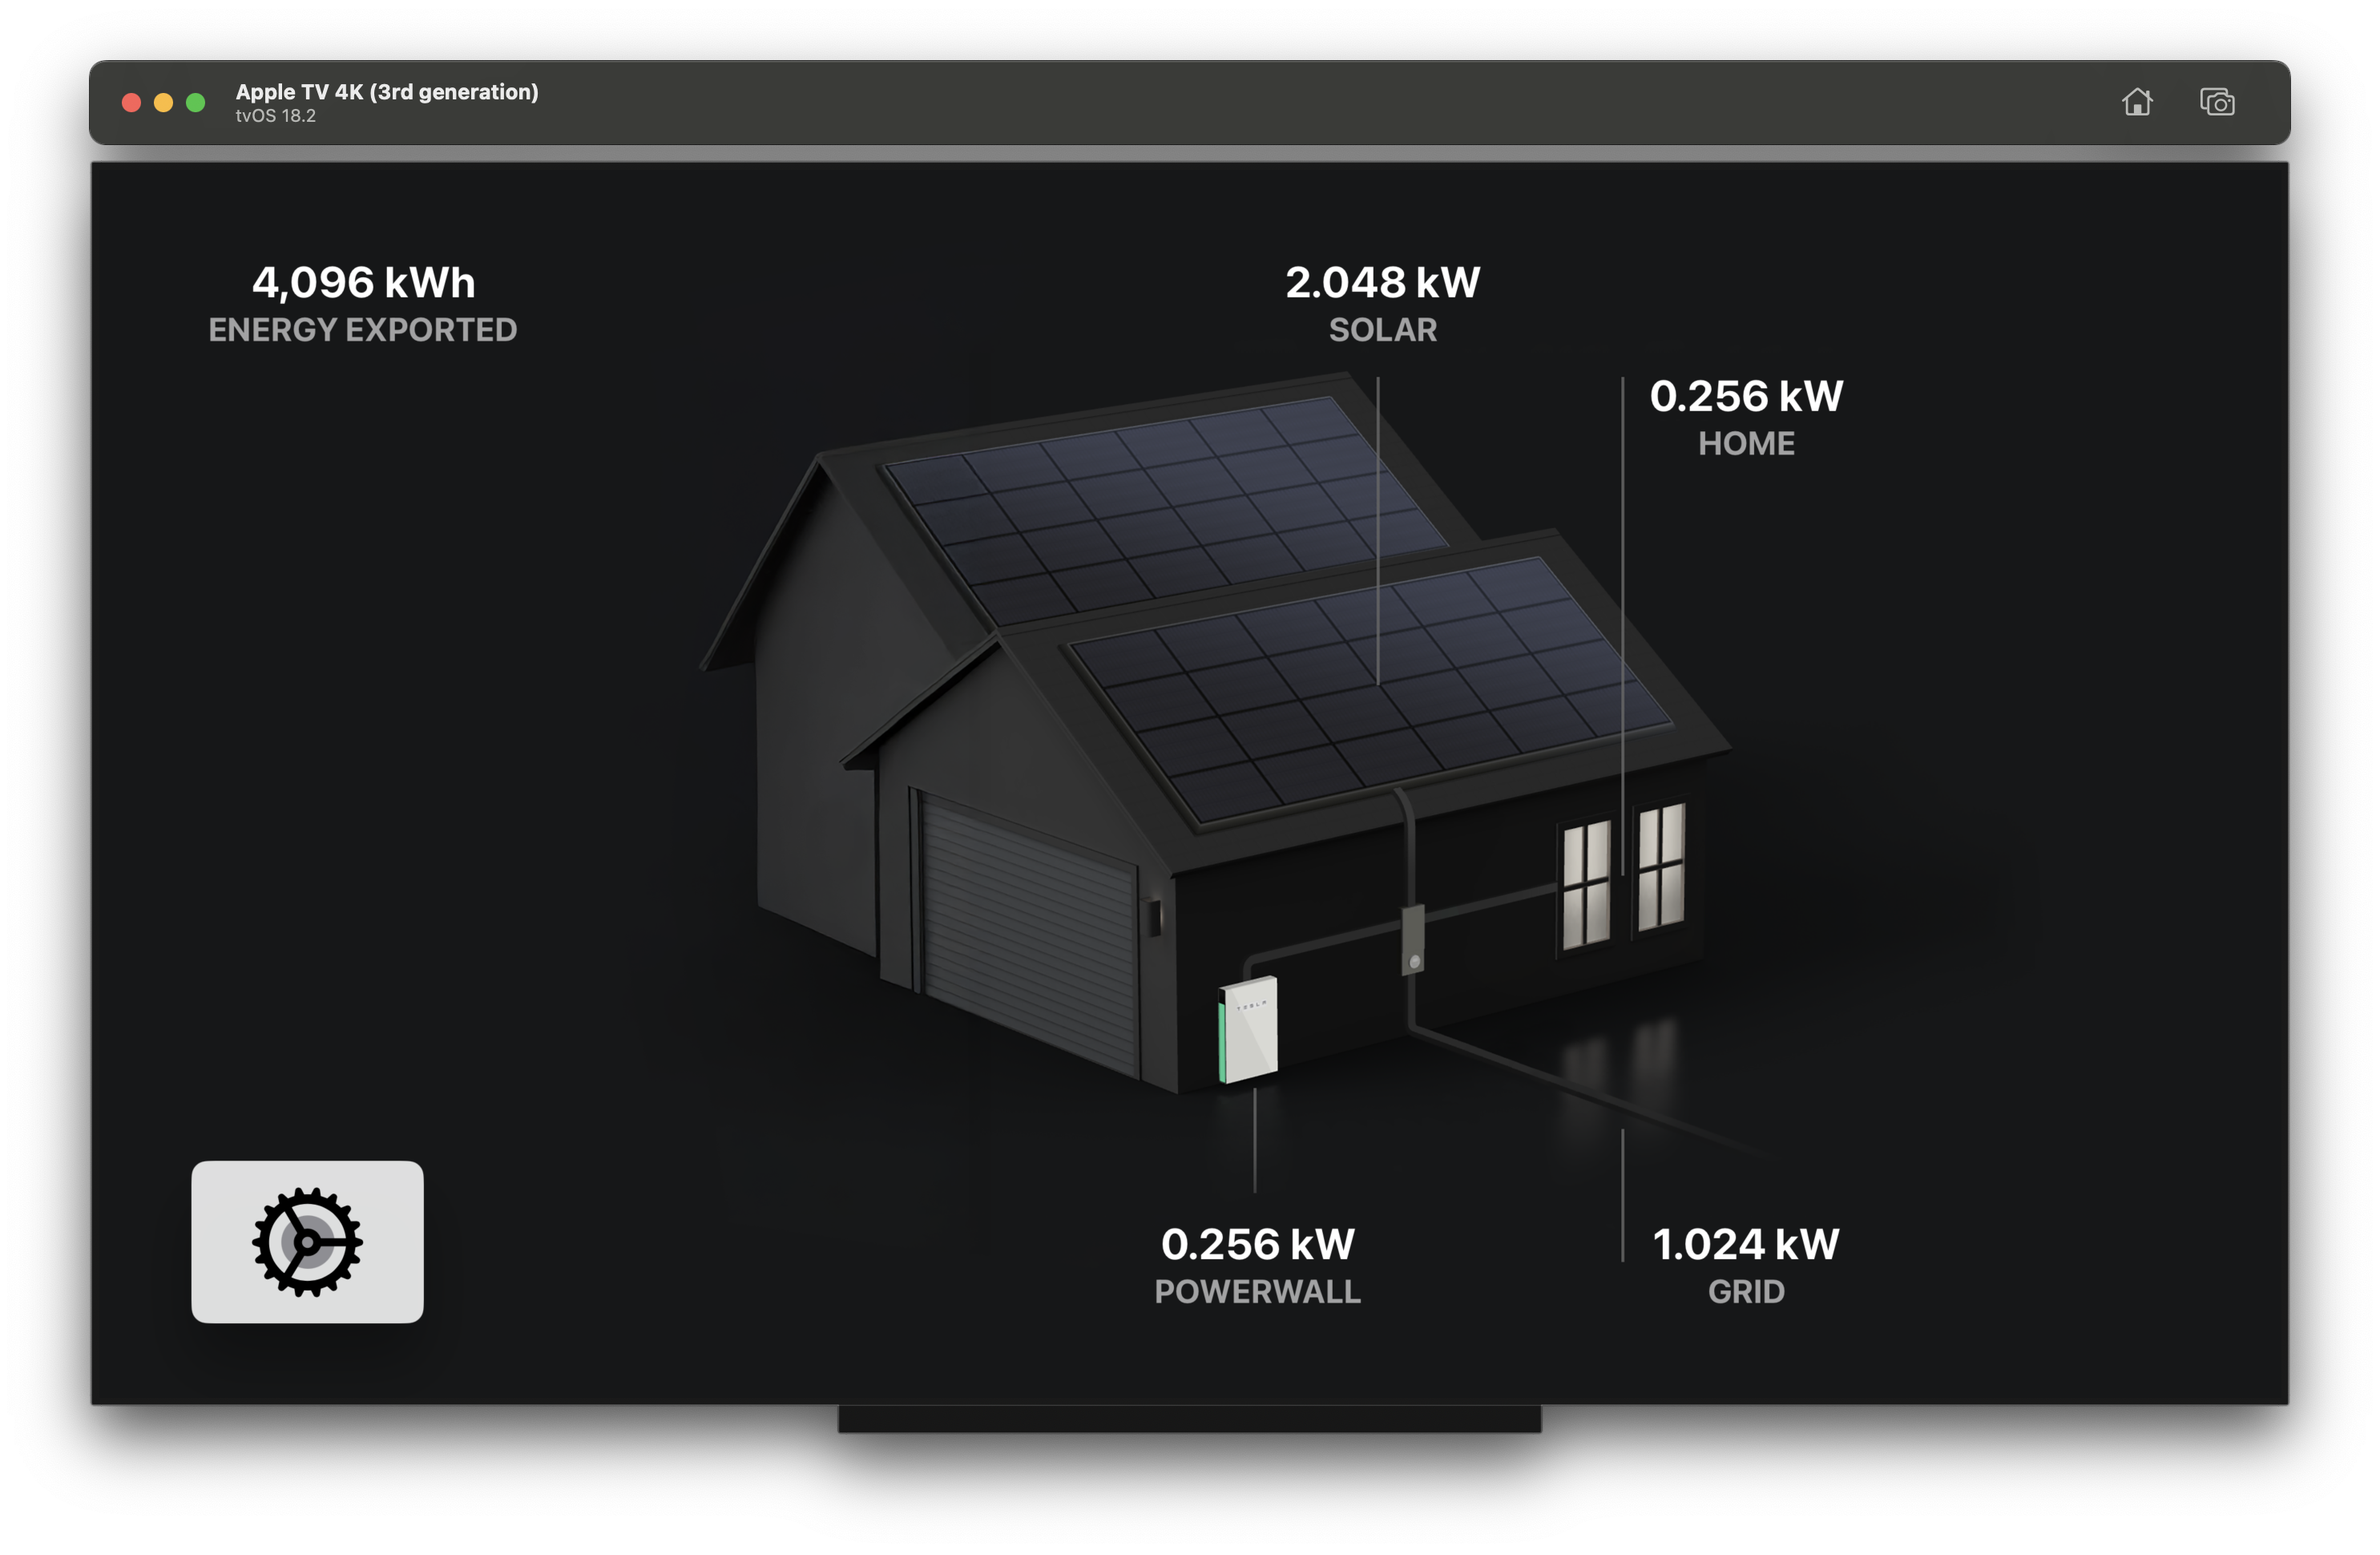 Apple TV 4K (3rd generation)
tvOS 18.2
4,096 kWh
ENERGY EXPORTED
2.048 kW
SOLAR
0.256 kW
HOME
TESLA
0.256 kW
POWERWALL
1.024 kW
GRID